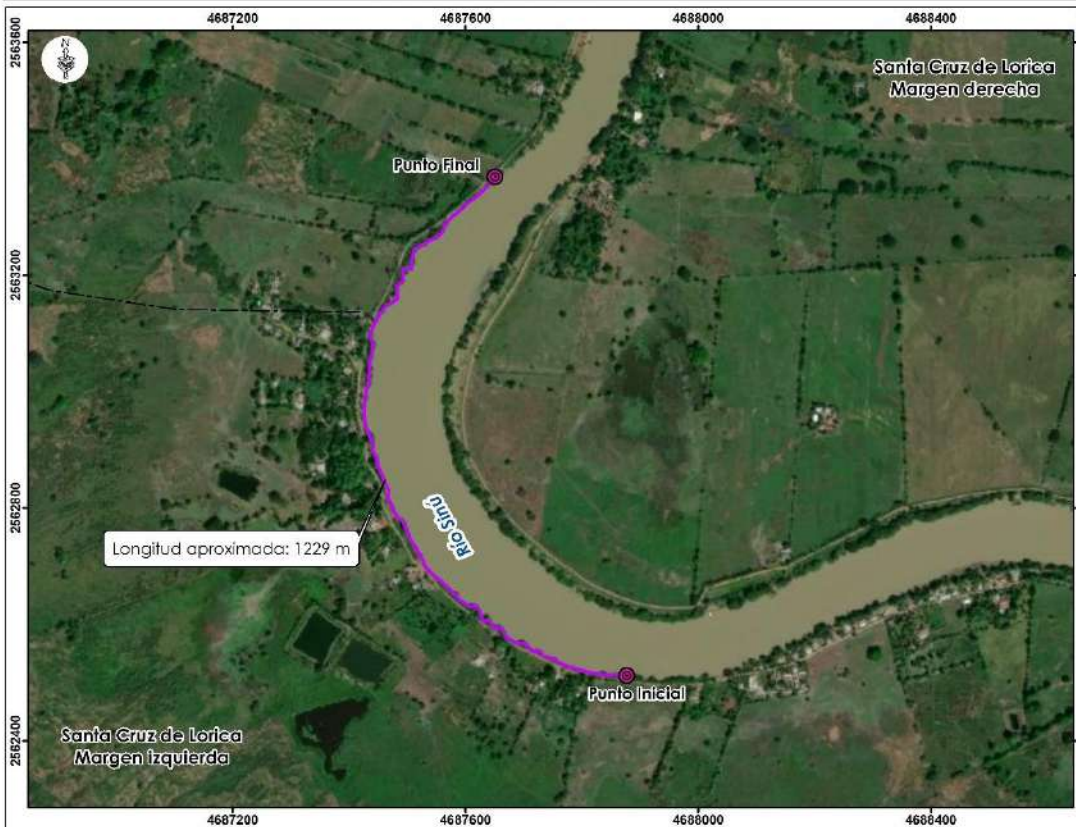 4687200 4687600 4688000 4688400
2563600
N
Santa Cruz de Lorica
Margen derecha
Punto Final
2563200
2562800
Río Sinú
Longitud aproximada: 1229 m
Punto Inicial
2562400
Santa Cruz de Lorica
Margen izquierda
4687200 4687600 4688000 4688400